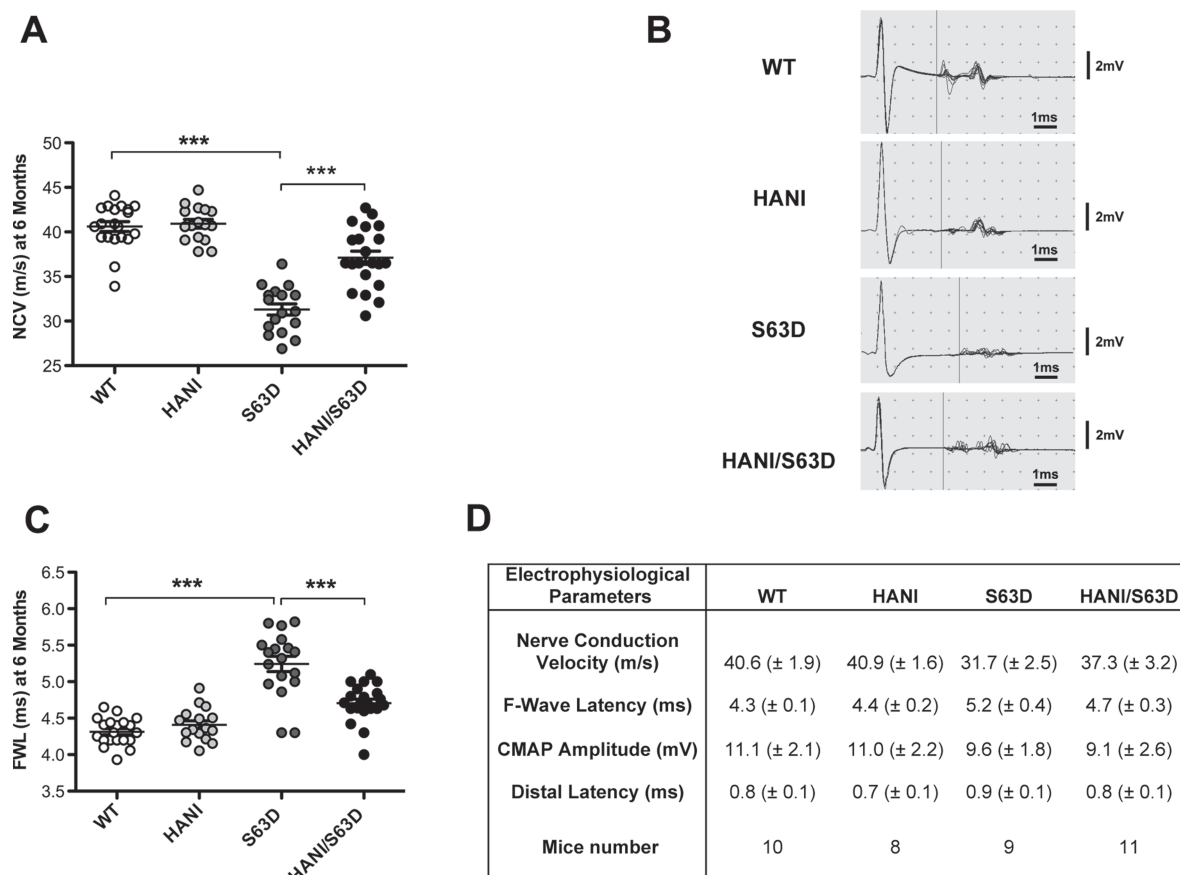 A
NCV (m/s) at 6 Months
50
45
40
35
30
25
***
***
WT
HANI
S63D
HANI/S63D
B
WT
2mV
1ms
HANI
2mV
1ms
S63D
2mV
1ms
HANI/S63D
2mV
1ms
C
FWL (ms) at 6 Months
6.5
6.0
5.5
5.0
4.5
4.0
3.5
***
***
WT
HANI
S63D
HANI/S63D
D
Electrophysiological
Parameters WT HANI S63D HANI/S63D
Nerve Conduction
Velocity (m/s) 40.6 (± 1.9) 40.9 (± 1.6) 31.7 (± 2.5) 37.3 (± 3.2)
F-Wave Latency (ms) 4.3 (± 0.1) 4.4 (± 0.2) 5.2 (± 0.4) 4.7 (± 0.3)
CMAP Amplitude (mV) 11.1 (± 2.1) 11.0 (± 2.2) 9.6 (± 1.8) 9.1 (± 2.6)
Distal Latency (ms) 0.8 (± 0.1) 0.7 (± 0.1) 0.9 (± 0.1) 0.8 (± 0.1)
Mice number 10 8 9 11